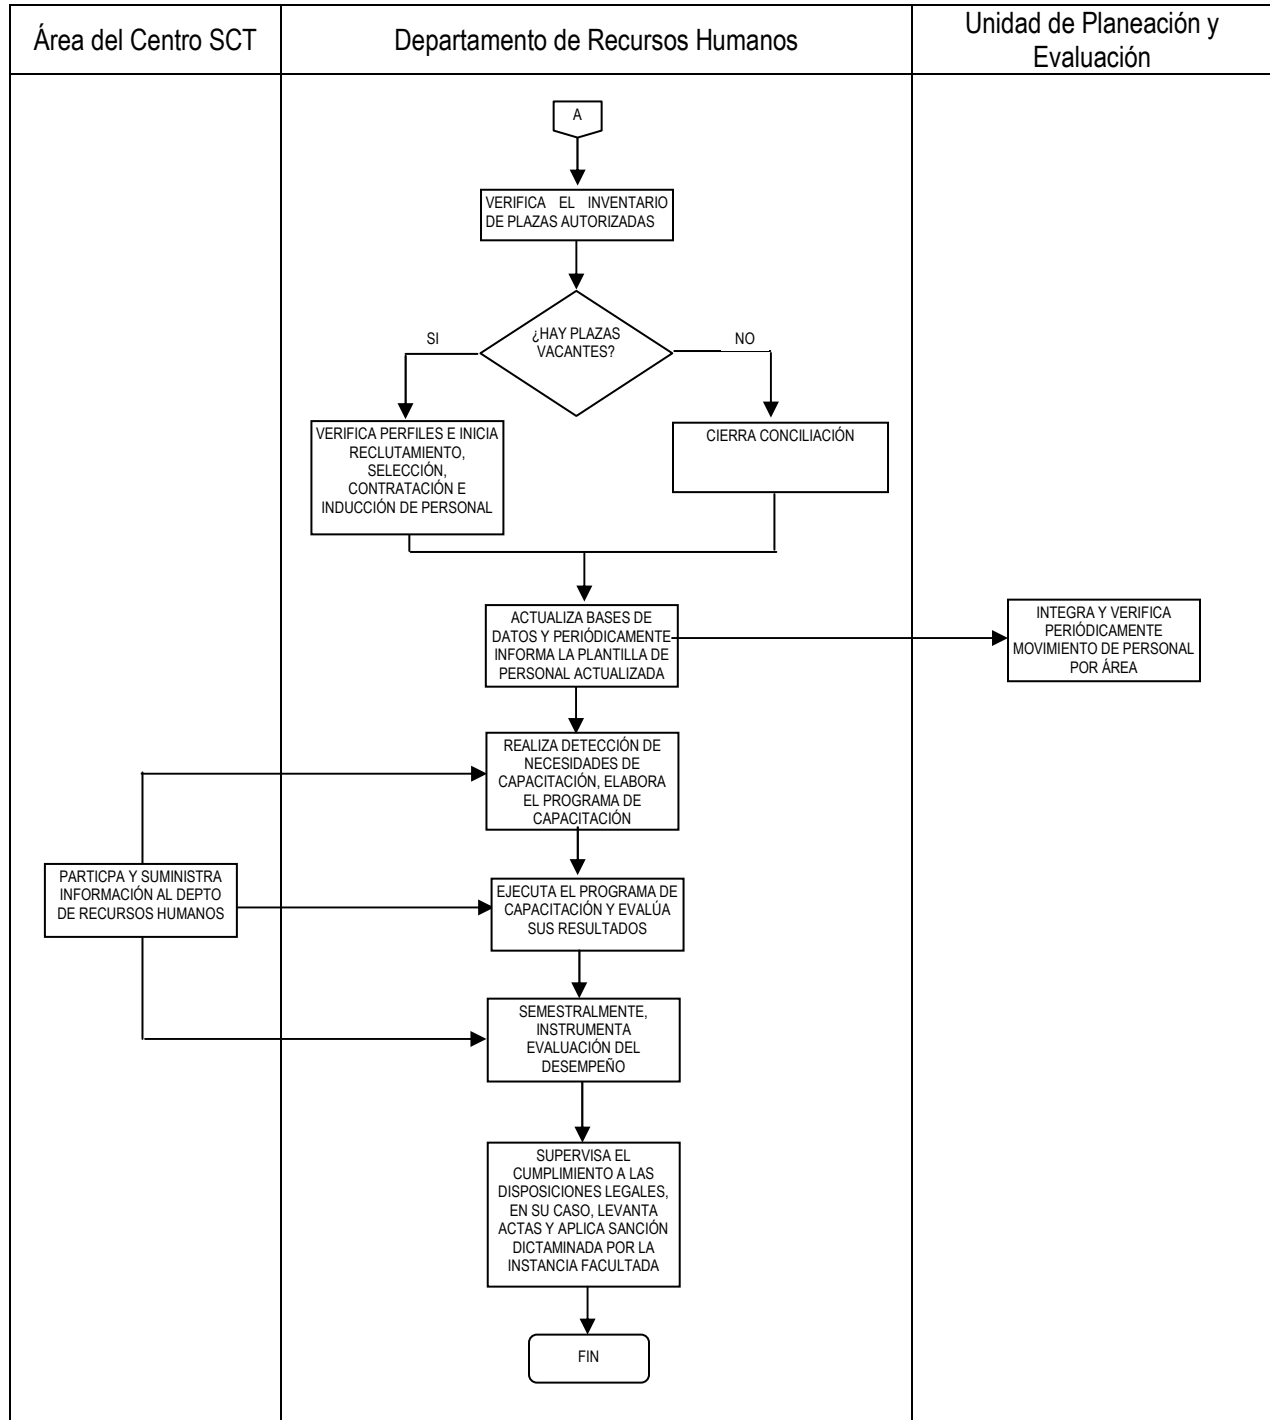 Área del Centro SCT
Departamento de Recursos Humanos
Unidad de Planeación y
Evaluación
A
VERIFICA EL INVENTARIO
DE PLAZAS AUTORIZADAS
¿HAY PLAZAS
VACANTES?
SI
NO
VERIFICA PERFILES E INICIA
RECLUTAMIENTO,
SELECCIÓN,
CONTRATACIÓN E
INDUCCIÓN DE PERSONAL
CIERRA CONCILIACIÓN
ACTUALIZA BASES DE
DATOS Y PERIÓDICAMENTE
INFORMA LA PLANTILLA DE
PERSONAL ACTUALIZADA
INTEGRA Y VERIFICA
PERIÓDICAMENTE
MOVIMIENTO DE PERSONAL
POR ÁREA
REALIZA DETECCIÓN DE
NECESIDADES DE
CAPACITACIÓN, ELABORA
EL PROGRAMA DE
CAPACITACIÓN
PARTICPA Y SUMINISTRA
INFORMACIÓN AL DEPTO
DE RECURSOS HUMANOS
EJECUTA EL PROGRAMA DE
CAPACITACIÓN Y EVALÚA
SUS RESULTADOS
SEMESTRALMENTE,
INSTRUMENTA
EVALUACIÓN DEL
DESEMPEÑO
SUPERVISA EL
CUMPLIMIENTO A LAS
DISPOSICIONES LEGALES,
EN SU CASO, LEVANTA
ACTAS Y APLICA SANCIÓN
DICTAMINADA POR LA
INSTANCIA FACULTADA
FIN